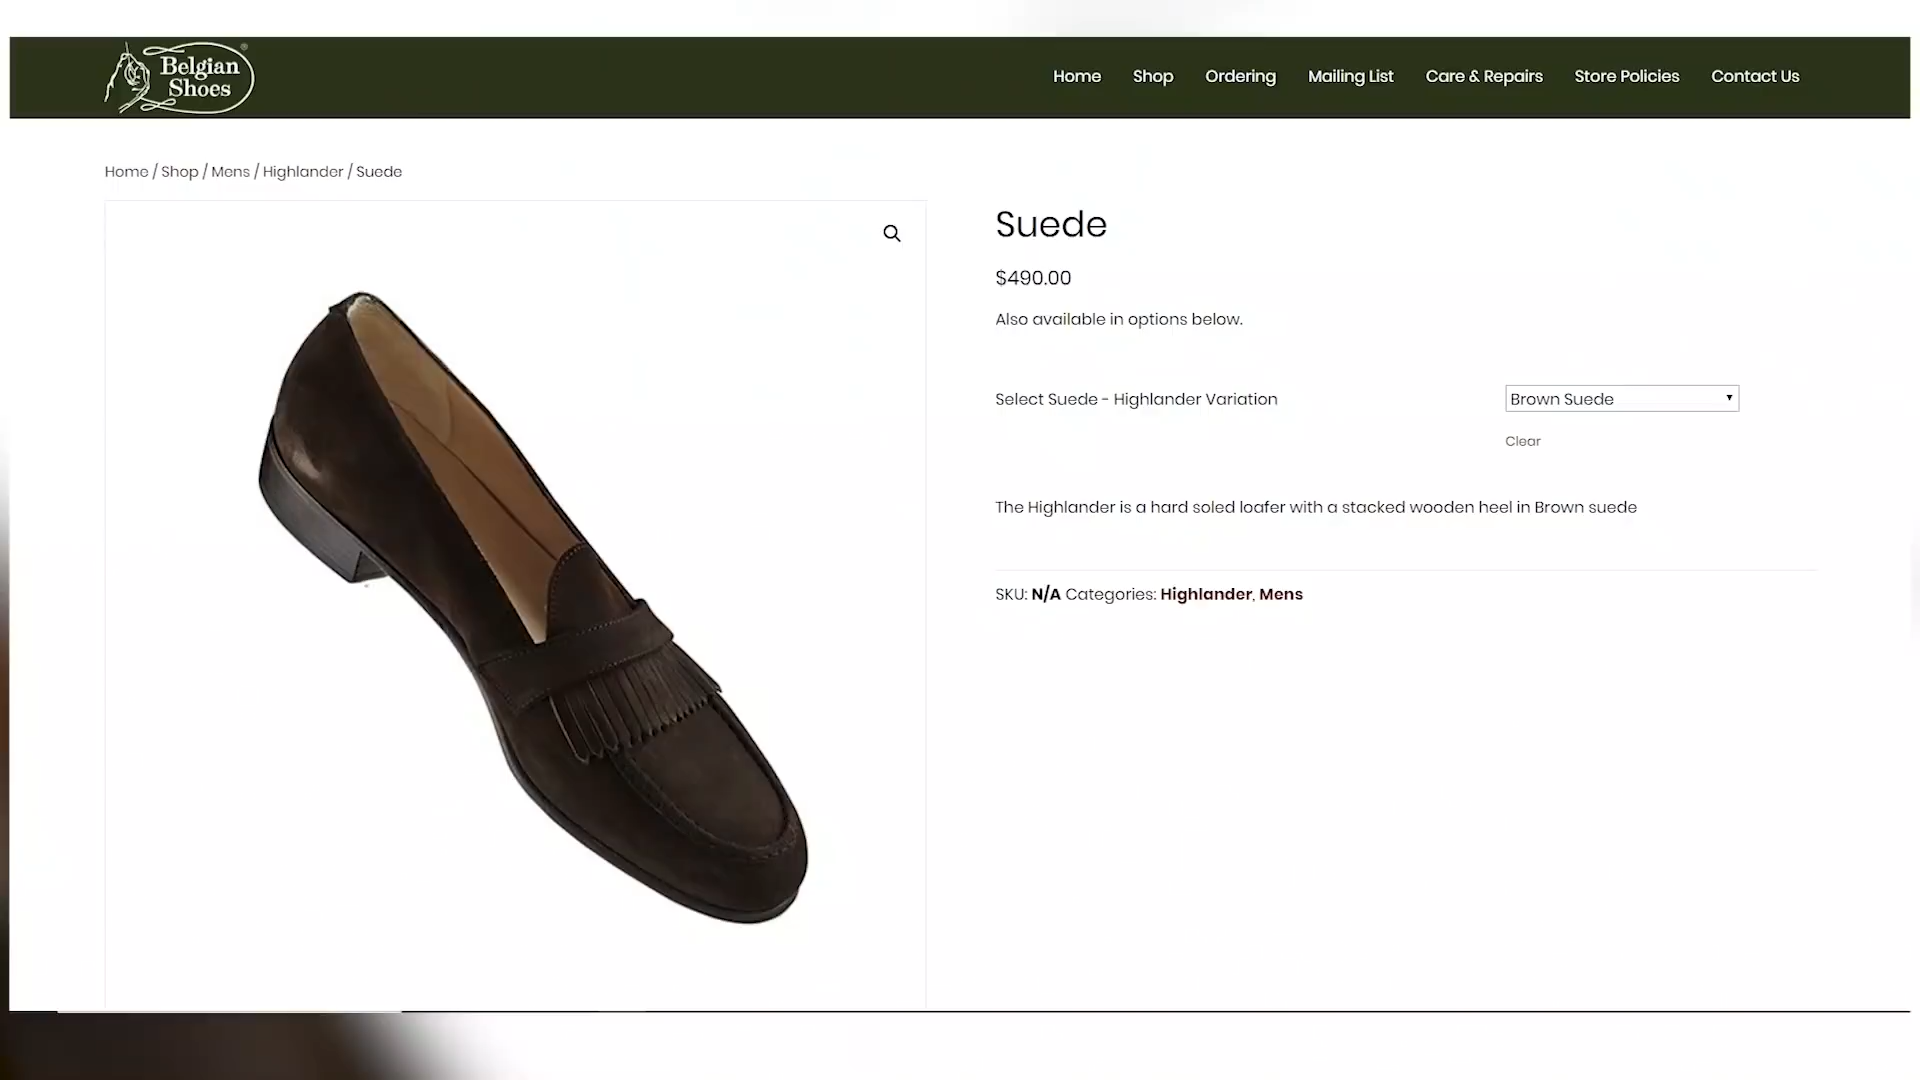 Belgian
Shoes
®
Home Shop Ordering Mailing List Care & Repairs Store Policies Contact Us
Home / Shop / Mens / Highlander / Suede
Suede
$490.00
Also available in options below.
Select Suede - Highlander Variation
Brown Suede
Clear
The Highlander is a hard soled loafer with a stacked wooden heel in Brown suede
SKU: N/A Categories: Highlander, Mens